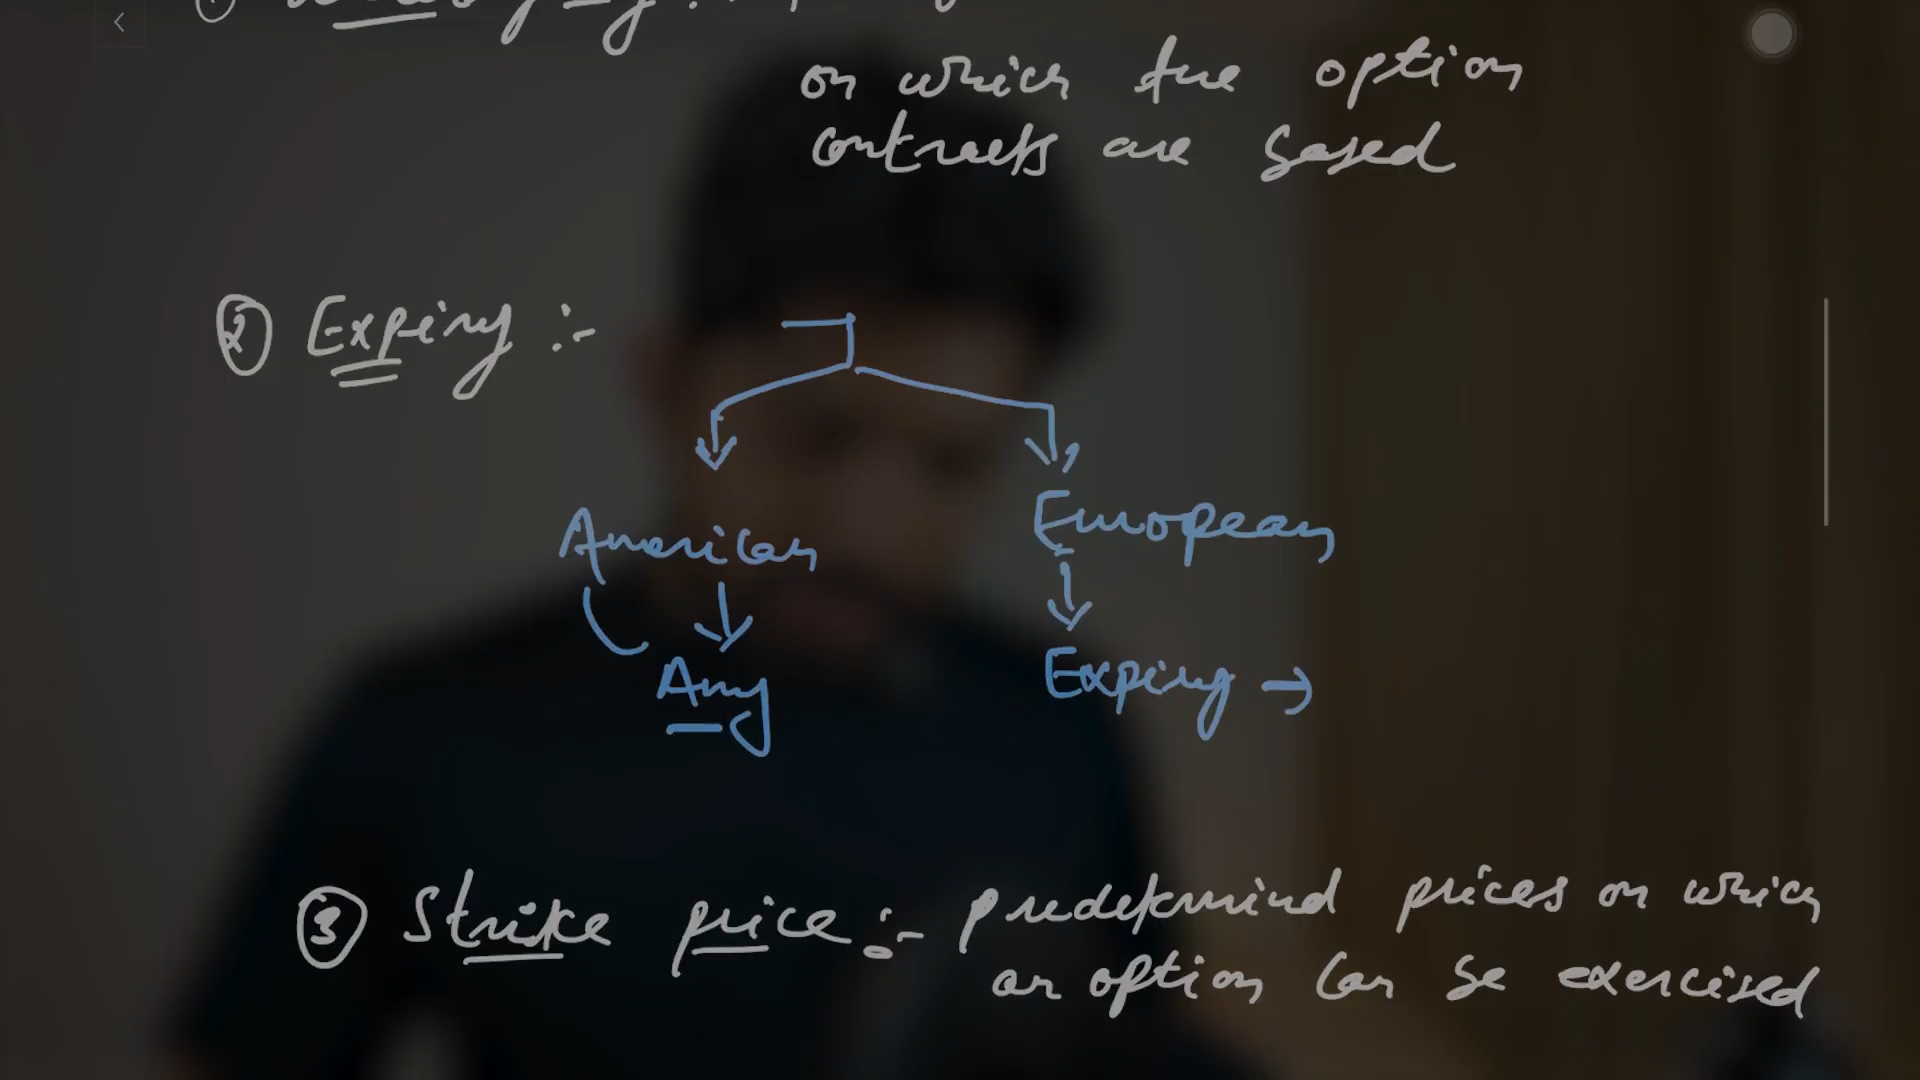 on which the option
contracts are based
② Expiry :-
American European
Any Expiry →
③ Strike price :- predetermind prices on which
an option can be exercised